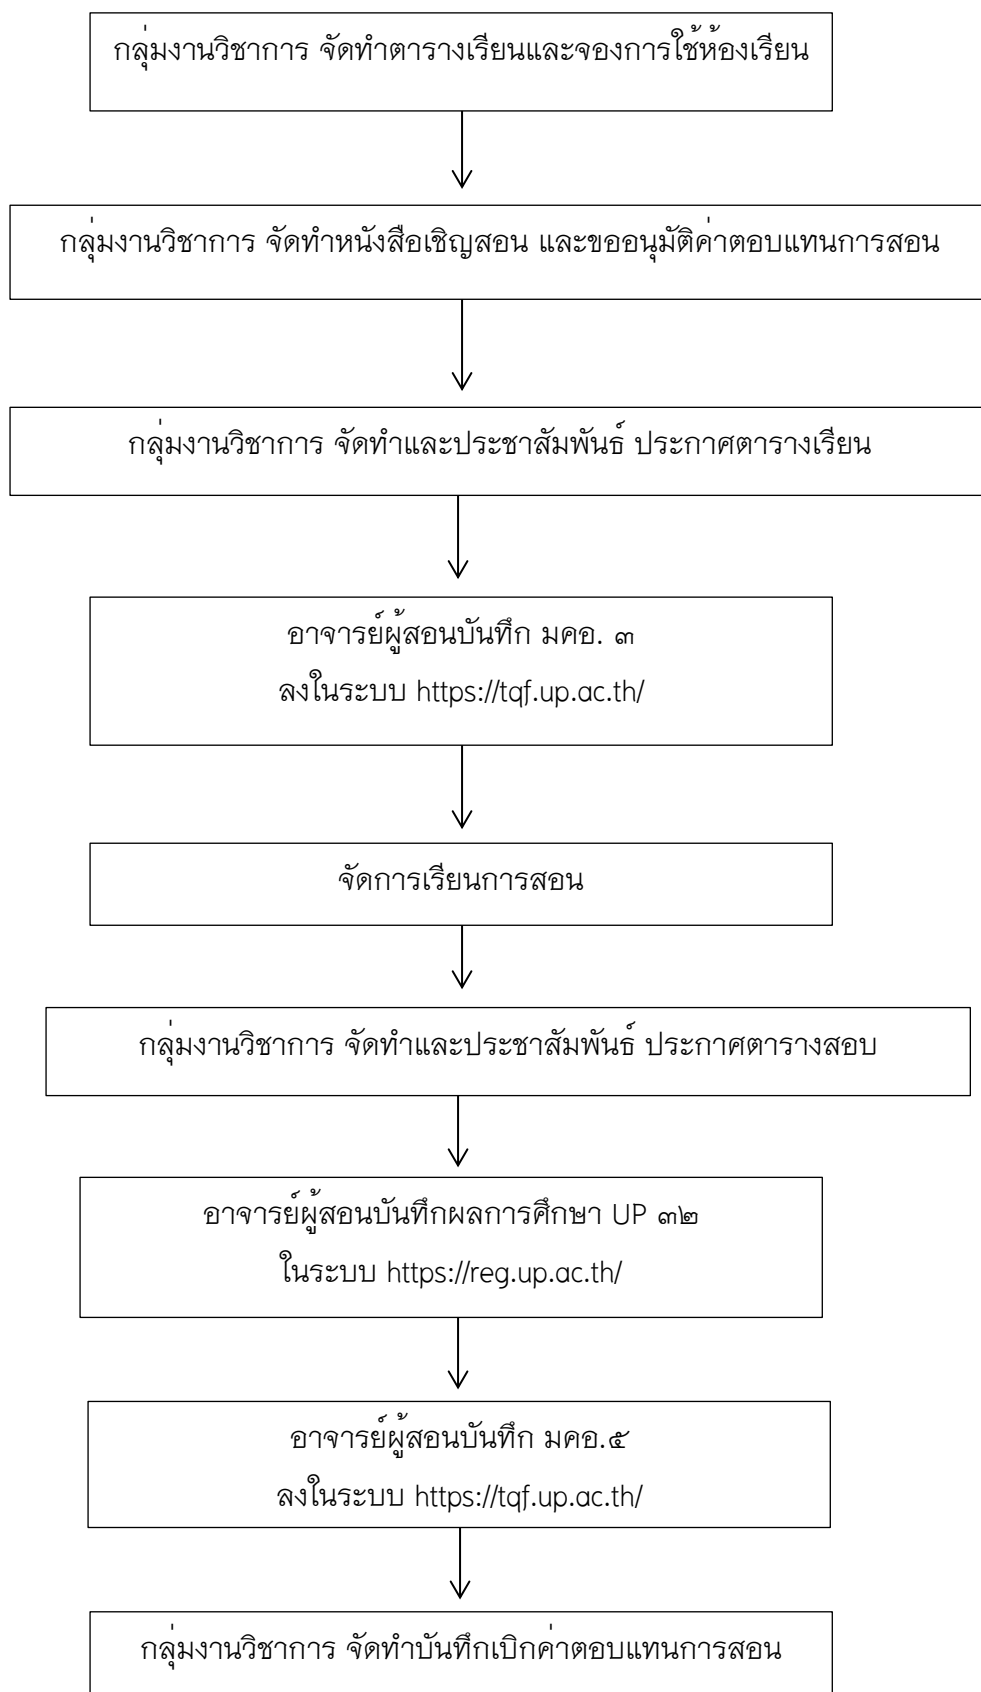 กลุ่มงานวิชาการ จัดทำตารางเรียนและจองการใช้ห้องเรียน
กลุ่มงานวิชาการ จัดทำหนังสือเชิญสอน และขออนุมัติค่าตอบแทนการสอน
กลุ่มงานวิชาการ จัดทำและประชาสัมพันธ์ ประกาศตารางเรียน
อาจารย์ผู้สอนบันทึก มคอ. ๓
ลงในระบบ https://tqf.up.ac.th/
จัดการเรียนการสอน
กลุ่มงานวิชาการ จัดทำและประชาสัมพันธ์ ประกาศตารางสอบ
อาจารย์ผู้สอนบันทึกผลการศึกษา UP ๓๒
ในระบบ https://reg.up.ac.th/
อาจารย์ผู้สอนบันทึก มคอ.๕
ลงในระบบ https://tqf.up.ac.th/
กลุ่มงานวิชาการ จัดทำบันทึกเบิกค่าตอบแทนการสอน